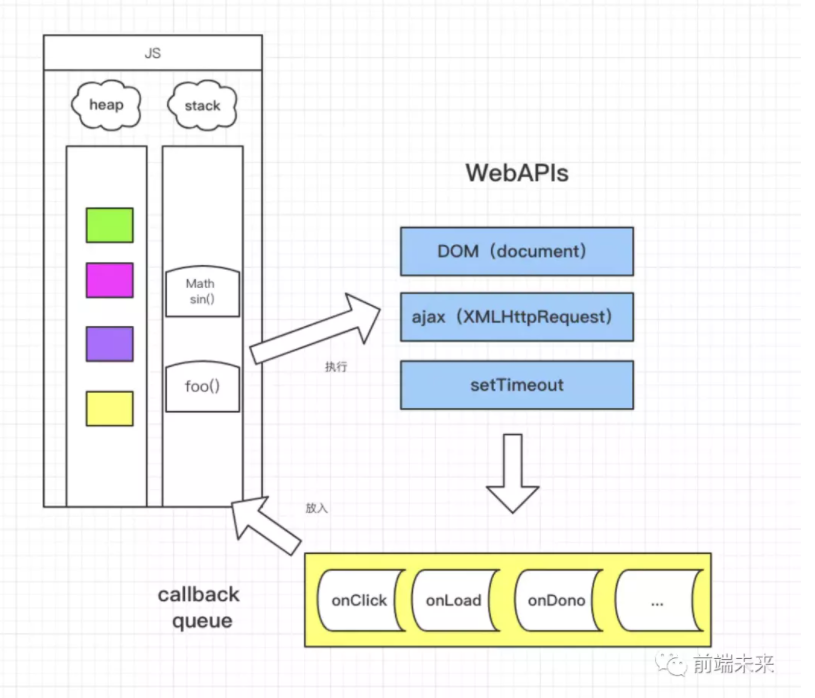 JS
heap
stack
Math
sin()
foo()
执行
WebAPIs
DOM（document）
ajax（XMLHttpRequest）
setTimeout
放入
callback
queue
onClick
onLoad
onDono
...
前端未来